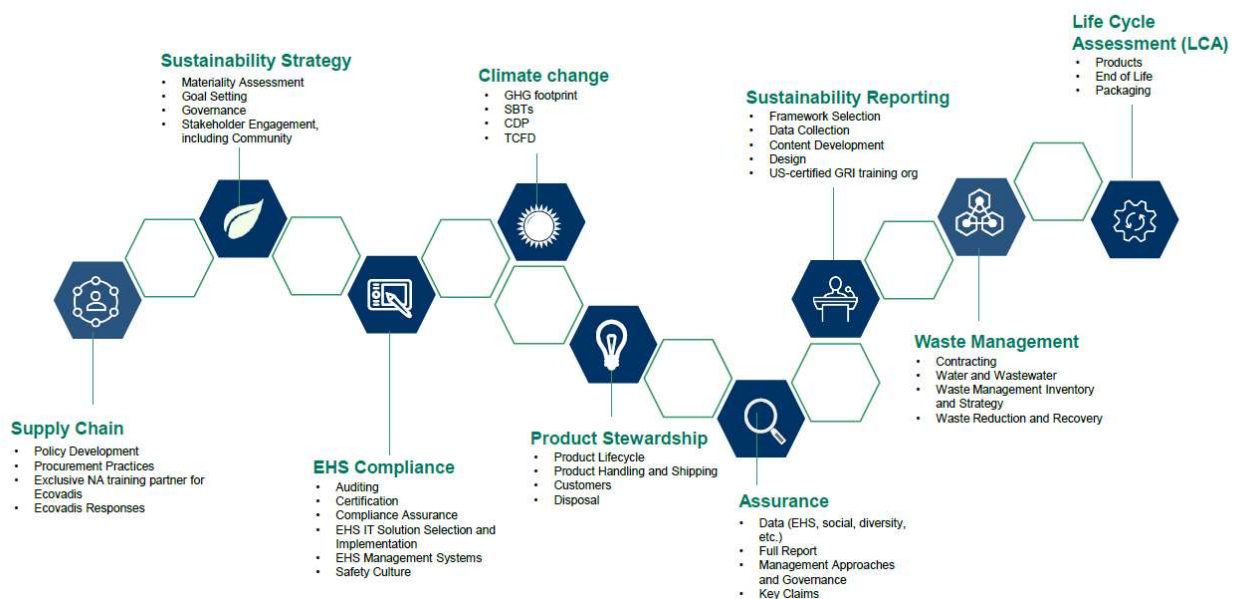 Sustainability Strategy
• Materiality Assessment
• Goal Setting
• Governance
• Stakeholder Engagement,
including Community
Climate change
• GHG footprint
• SBTs
• CDP
• TCFD
Sustainability Reporting
• Framework Selection
• Data Collection
• Content Development
• Design
• US-certified GRI training org
Life Cycle
Assessment (LCA)
• Products
• End of Life
• Packaging
Supply Chain
• Policy Development
• Procurement Practices
• Exclusive NA training partner for
Ecovadis
• Ecovadis Responses
EHS Compliance
• Auditing
• Certification
• Compliance Assurance
• EHS IT Solution Selection and
Implementation
• EHS Management Systems
• Safety Culture
Product Stewardship
• Product Lifecycle
• Product Handling and Shipping
• Customers
• Disposal
Assurance
• Data (EHS, social, diversity,
etc.)
• Full Report
• Management Approaches
and Governance
• Key Claims
Waste Management
• Contracting
• Water and Wastewater
• Waste Management Inventory
and Strategy
• Waste Reduction and Recovery